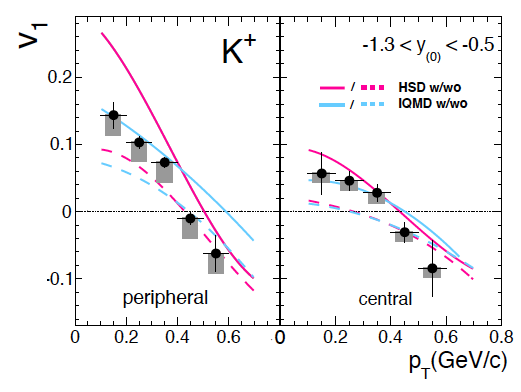 v1
K+
-1.3 < y(0) < -0.5
/ HSD w/wo
/ IQMD w/wo
0.2
0.1
0
-0.1
peripheral
central
0 0.2 0.4 0.6 0 0.2 0.4 0.6 0.8
pT(GeV/c)